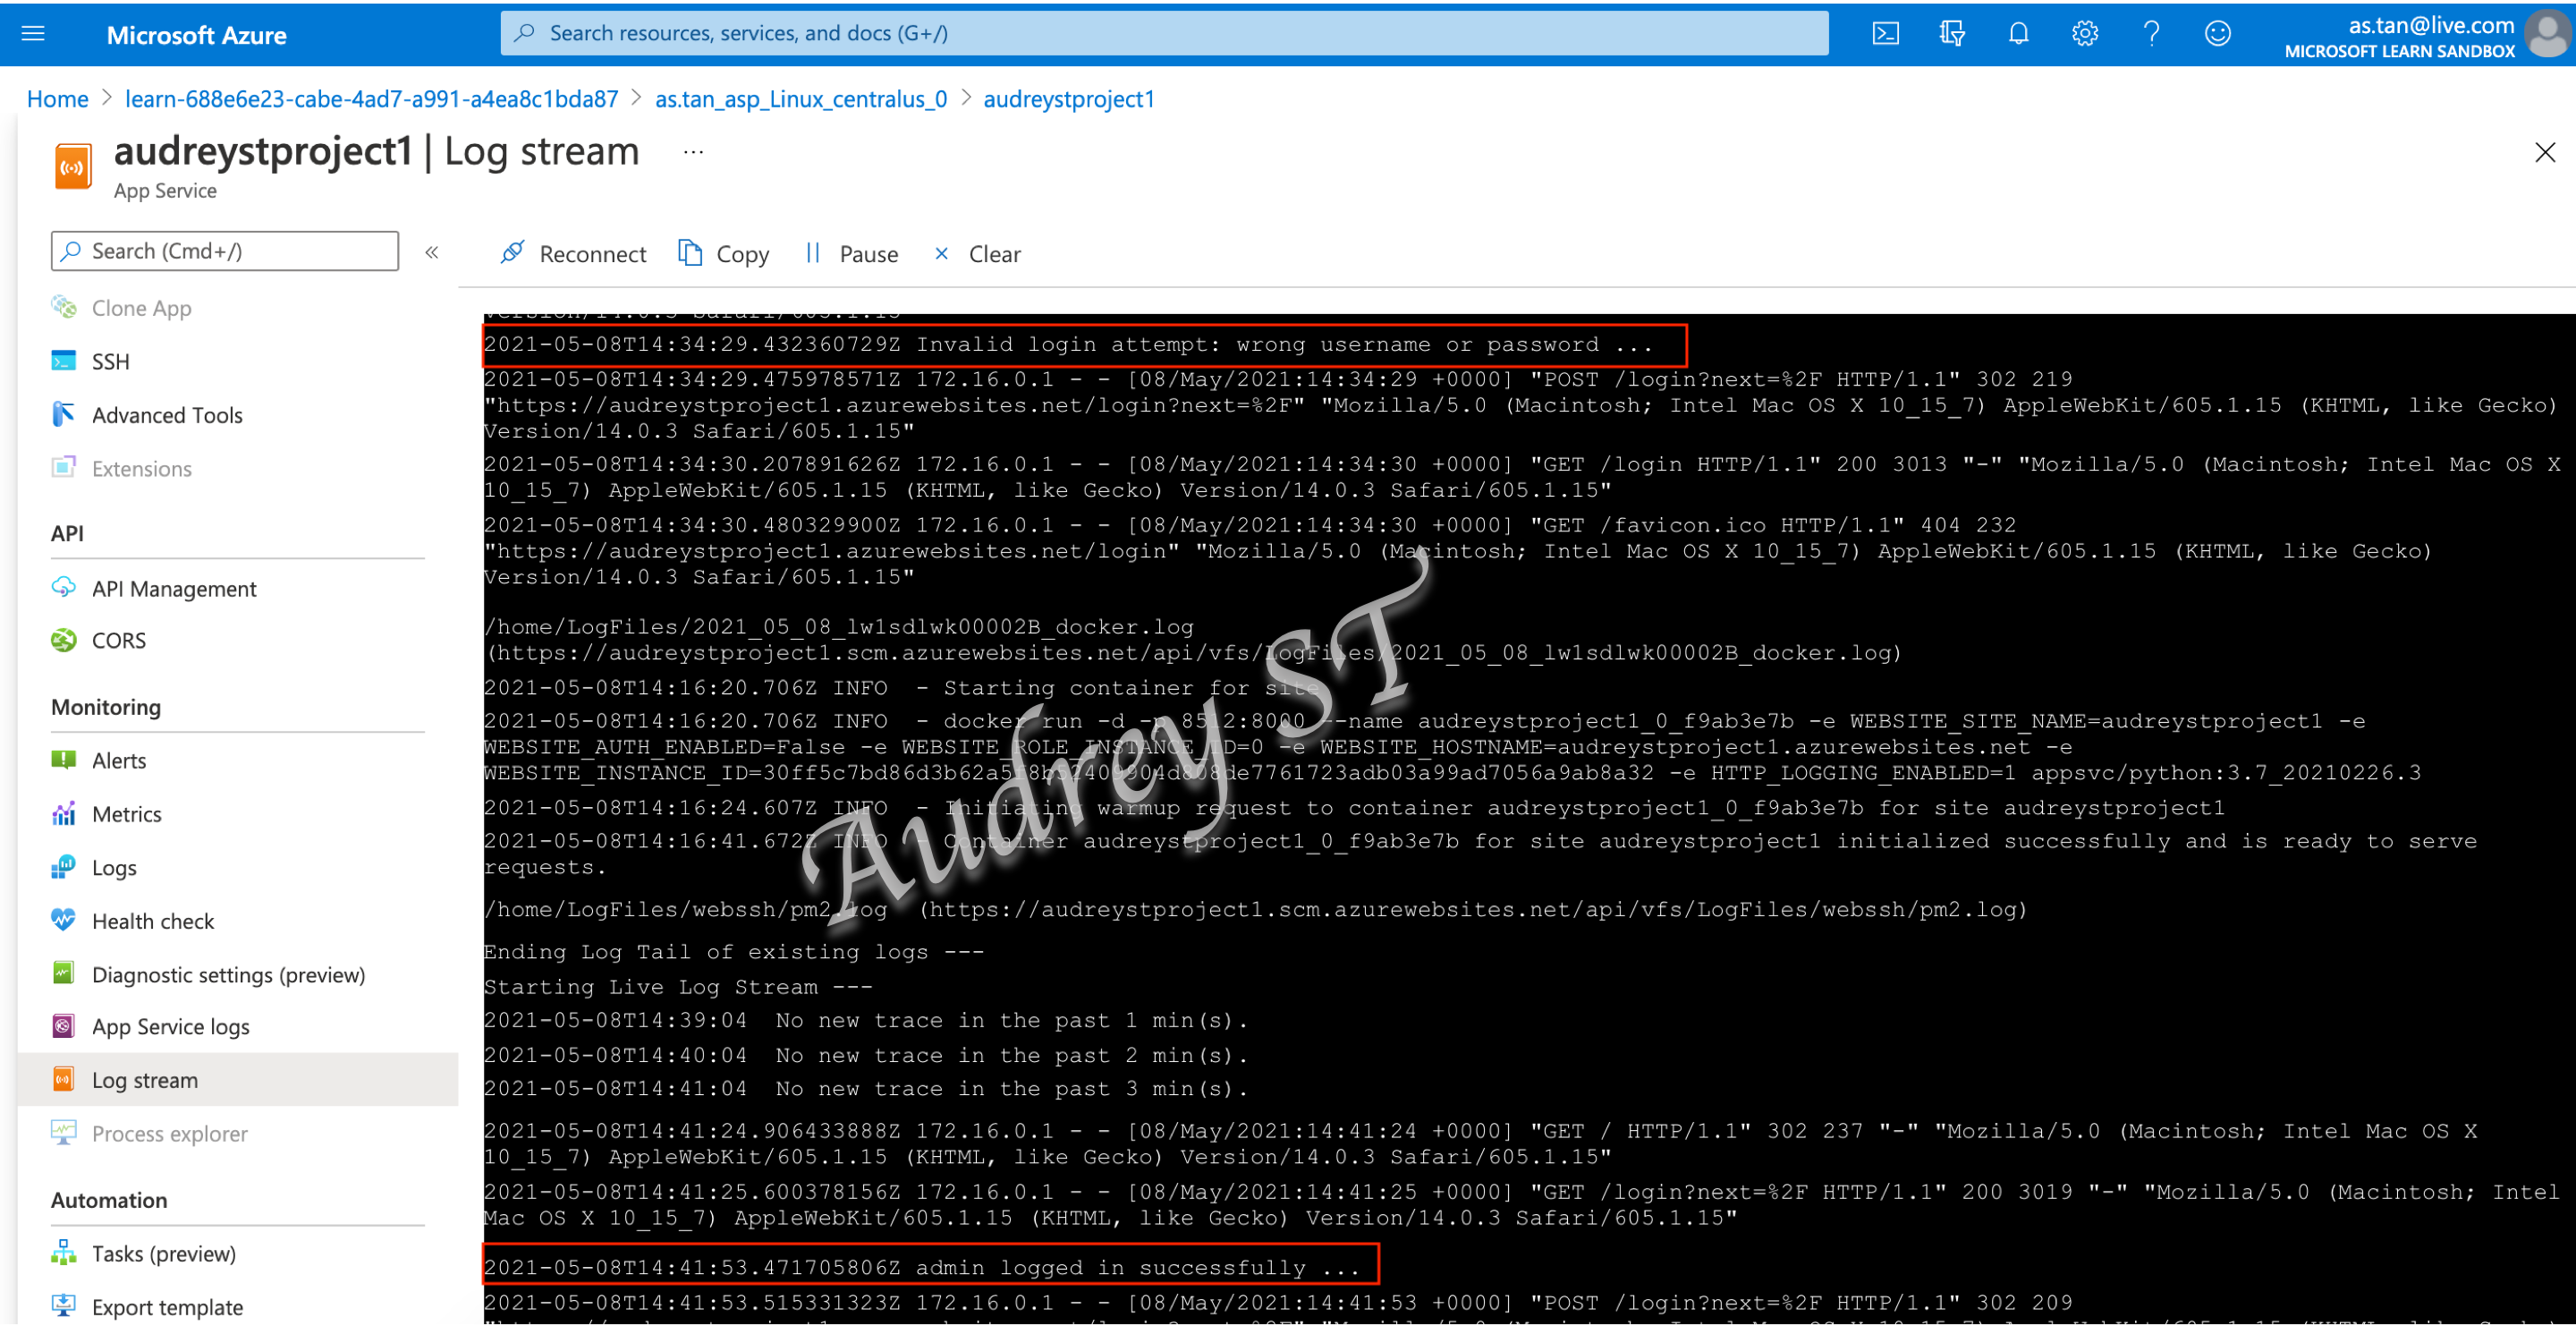 Microsoft Azure
Search resources, services, and docs (G+/)
as.tan@live.com
MICROSOFT LEARN SANDBOX
Home > learn-688e6e23-cabe-4ad7-a991-a4ea8c1bda87 > as.tan_asp_Linux_centralus_0 > audreystproject1
audreystproject1 | Log stream ...
App Service
Search (Cmd+/)
«
Reconnect Copy Pause Clear
Clone App
SSH
Advanced Tools
Extensions
API
API Management
CORS
Monitoring
Alerts
Metrics
Logs
Health check
Diagnostic settings (preview)
App Service logs
Log stream
Process explorer
Automation
Tasks (preview)
Export template
Version/14.0.3 Safari/605.1.15"
2021-05-08T14:34:29.432360729Z Invalid login attempt: wrong username or password ...
2021-05-08T14:34:29.475978571Z 172.16.0.1 - - [08/May/2021:14:34:29 +0000] "POST /login?next=%2F HTTP/1.1" 302 219
"https://audreystproject1.azurewebsites.net/login?next=%2F" "Mozilla/5.0 (Macintosh; Intel Mac OS X 10_15_7) AppleWebKit/605.1.15 (KHTML, like Gecko)
Version/14.0.3 Safari/605.1.15"
2021-05-08T14:34:30.207891626Z 172.16.0.1 - - [08/May/2021:14:34:30 +0000] "GET /login HTTP/1.1" 200 3013 "-" "Mozilla/5.0 (Macintosh; Intel Mac OS X
10_15_7) AppleWebKit/605.1.15 (KHTML, like Gecko) Version/14.0.3 Safari/605.1.15"
2021-05-08T14:34:30.480329900Z 172.16.0.1 - - [08/May/2021:14:34:30 +0000] "GET /favicon.ico HTTP/1.1" 404 232
"https://audreystproject1.azurewebsites.net/login" "Mozilla/5.0 (Macintosh; Intel Mac OS X 10_15_7) AppleWebKit/605.1.15 (KHTML, like Gecko)
Version/14.0.3 Safari/605.1.15"
/home/LogFiles/2021_05_08_lw1sdlwk00002B_docker.log
(https://audreystproject1.scm.azurewebsites.net/api/vfs/LogFiles/2021_05_08_lw1sdlwk00002B_docker.log)
2021-05-08T14:16:20.706Z INFO - Starting container for site
2021-05-08T14:16:20.706Z INFO - docker run -d -p 8512:8000 --name audreystproject1_0_f9ab3e7b -e WEBSITE_SITE_NAME=audreystproject1 -e
WEBSITE_AUTH_ENABLED=False -e WEBSITE_ROLE_INSTANCE_ID=0 -e WEBSITE_HOSTNAME=audreystproject1.azurewebsites.net -e
WEBSITE_INSTANCE_ID=30ff5c7bd86d3b62a5f8b52409904d808de7761723adb03a99ad7056a9ab8a32 -e HTTP_LOGGING_ENABLED=1 appsvc/python:3.7_20210226.3
2021-05-08T14:16:24.607Z INFO - Initiating warmup request to container audreystproject1_0_f9ab3e7b for site audreystproject1
2021-05-08T14:16:41.672Z INFO - Container audreystproject1_0_f9ab3e7b for site audreystproject1 initialized successfully and is ready to serve
requests.
/home/LogFiles/webssh/pm2.log (https://audreystproject1.scm.azurewebsites.net/api/vfs/LogFiles/webssh/pm2.log)
Ending Log Tail of existing logs ---
Starting Live Log Stream ---
2021-05-08T14:39:04 No new trace in the past 1 min(s).
2021-05-08T14:40:04 No new trace in the past 2 min(s).
2021-05-08T14:41:04 No new trace in the past 3 min(s).
2021-05-08T14:41:24.906433888Z 172.16.0.1 - - [08/May/2021:14:41:24 +0000] "GET / HTTP/1.1" 302 237 "-" "Mozilla/5.0 (Macintosh; Intel Mac OS X
10_15_7) AppleWebKit/605.1.15 (KHTML, like Gecko) Version/14.0.3 Safari/605.1.15"
2021-05-08T14:41:25.600378156Z 172.16.0.1 - - [08/May/2021:14:41:25 +0000] "GET /login?next=%2F HTTP/1.1" 200 3019 "-" "Mozilla/5.0 (Macintosh; Intel
Mac OS X 10_15_7) AppleWebKit/605.1.15 (KHTML, like Gecko) Version/14.0.3 Safari/605.1.15"
2021-05-08T14:41:53.471705806Z admin logged in successfully ...
2021-05-08T14:41:53.515331323Z 172.16.0.1 - - [08/May/2021:14:41:53 +0000] "POST /login?next=%2F HTTP/1.1" 302 209
Audrey ST